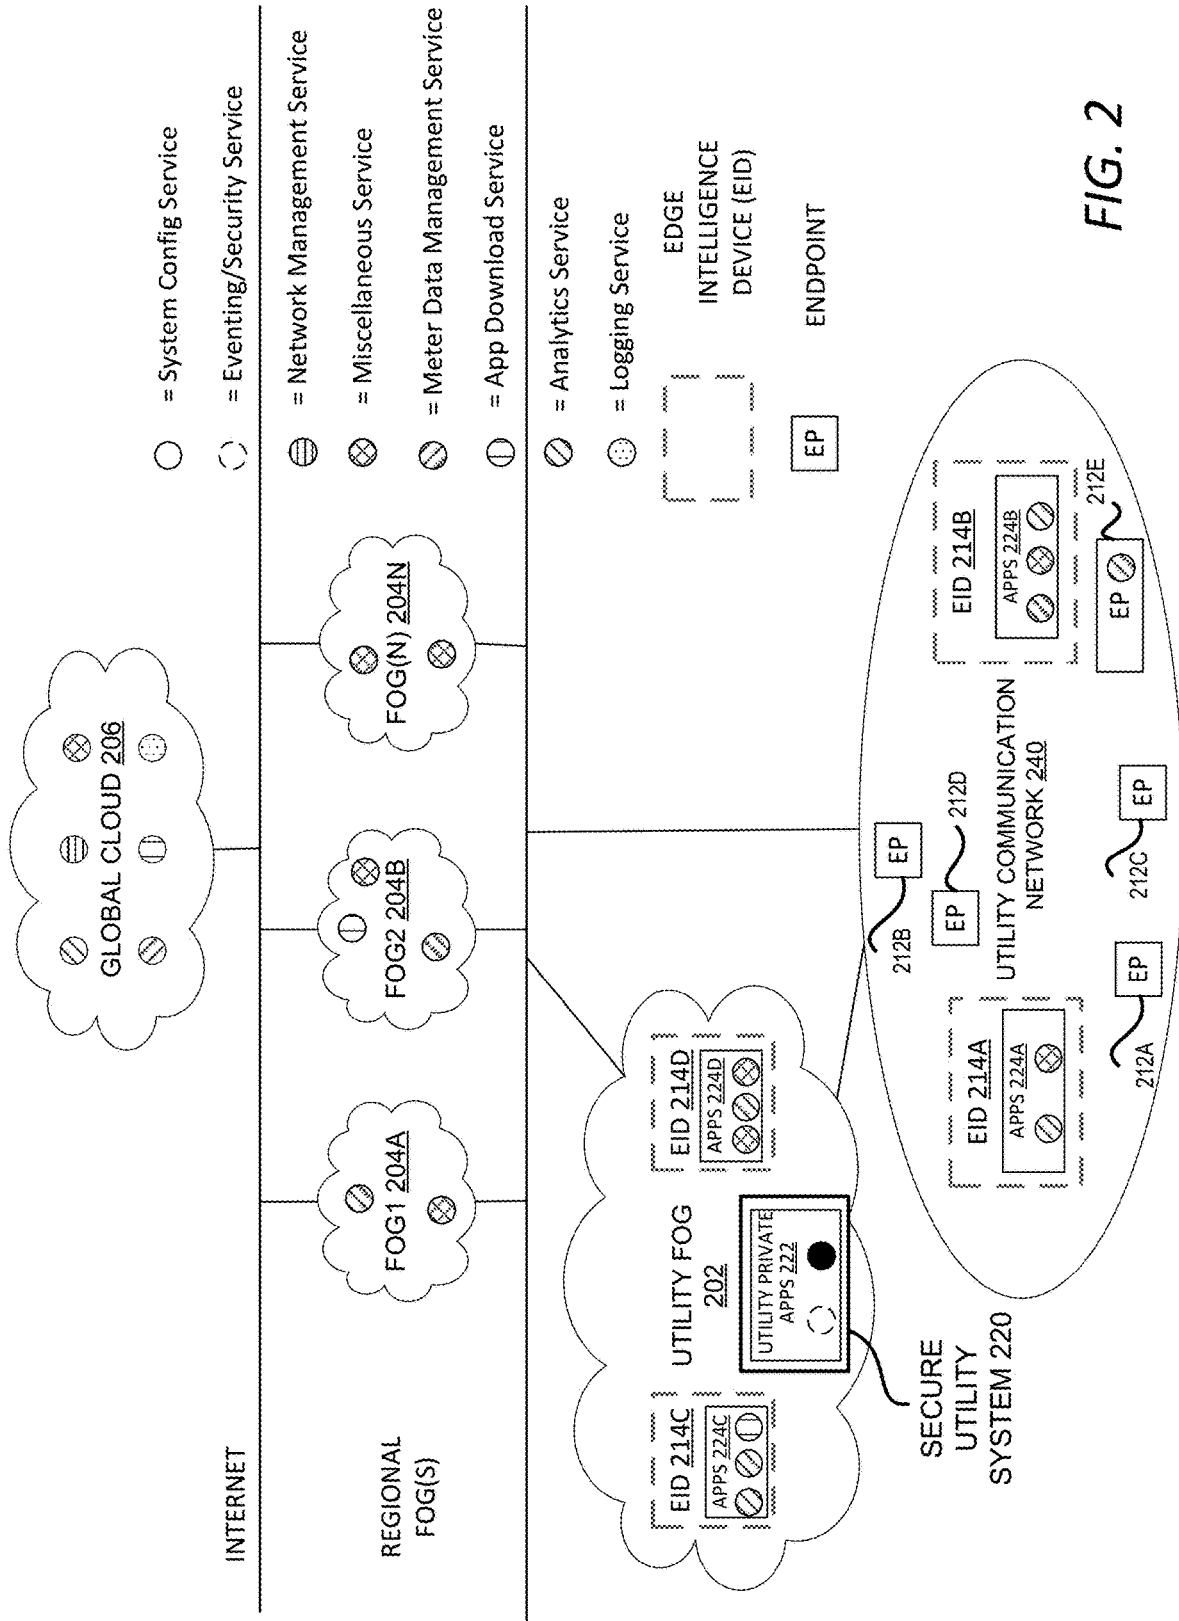 GLOBAL CLOUD 206
INTERNET
= System Config Service
= Eventing/Security Service
REGIONAL
FOG(S)
FOG1 204A
FOG2 204B
FOG(N) 204N
= Network Management Service
= Miscellaneous Service
= Meter Data Management Service
= App Download Service
= Analytics Service
= Logging Service
EDGE
INTELLIGENCE
DEVICE (EID)
EP
ENDPOINT
EID 214C
APPS 224C
UTILITY FOG
202
EID 214D
APPS 224D
UTILITY PRIVATE
APPS 222
SECURE
UTILITY
SYSTEM 220
EID 214A
APPS 224A
EP
212A
EP
212B
EP
212D
UTILITY COMMUNICATION
NETWORK 240
EP
212C
EID 214B
APPS 224B
EP
212E
FIG. 2